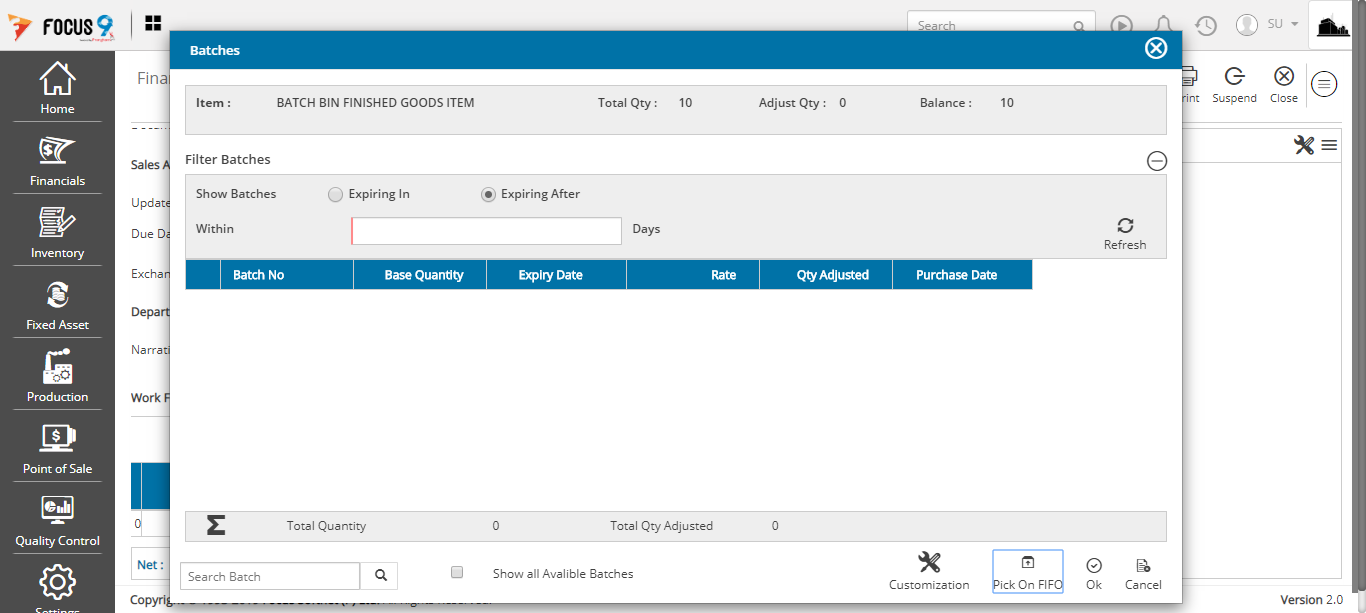 FOCUS 9
Search
SU
Batches
Home
Financials
Inventory
Fixed Asset
Production
Point of Sale
Quality Control
Settings
Fina
rint
Suspend
Close
Item :
BATCH BIN FINISHED GOODS ITEM
Total Qty :
10
Adjust Qty :
0
Balance :
10
Sales A
Update
Due Da
Exchan
Depart
Narrati
Work F
0
Net :
Filter Batches
Show Batches
Expiring In
Expiring After
Within
Days
Refresh
Batch No
Base Quantity
Expiry Date
Rate
Qty Adjusted
Purchase Date
Total Quantity
0
Total Qty Adjusted
0
Search Batch
Show all Avalible Batches
Customization
Pick On FIFO
Ok
Cancel
Version 2.0